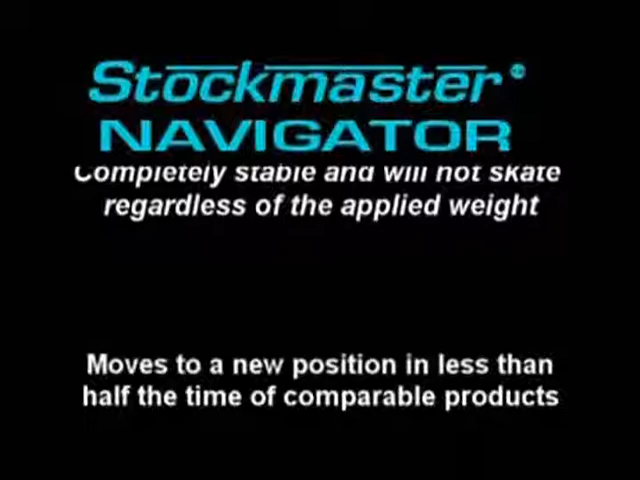 Stockmaster®
NAVIGATOR
Completely stable and will not skate
regardless of the applied weight
Moves to a new position in less than
half the time of comparable products